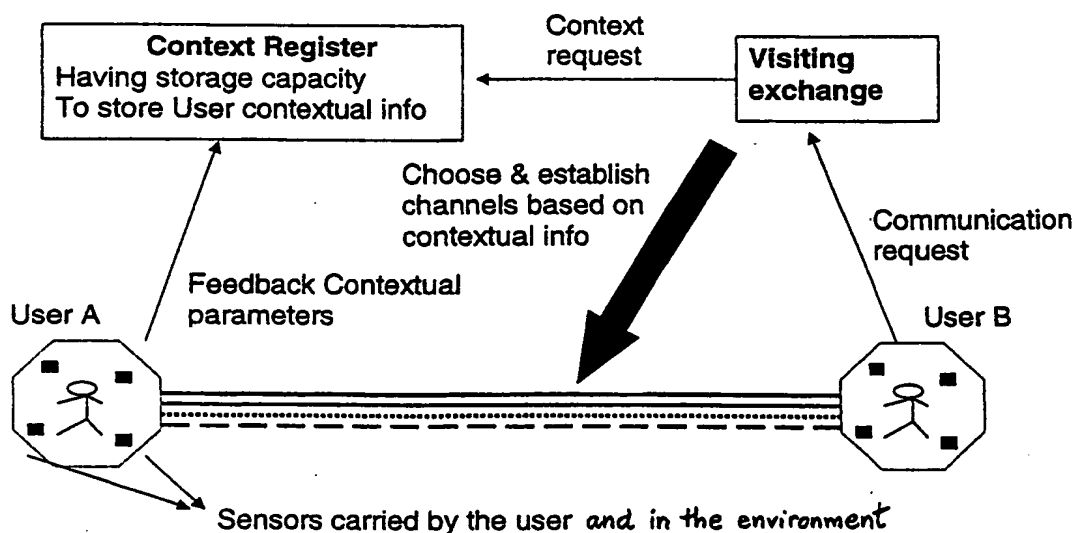 Context Register
Having storage capacity
To store User contextual info
Context
request
Visiting
exchange
Choose & establish
channels based on
contextual info
Communication
request
Feedback Contextual
parameters
User A
User B
Sensors carried by the user and in the environment